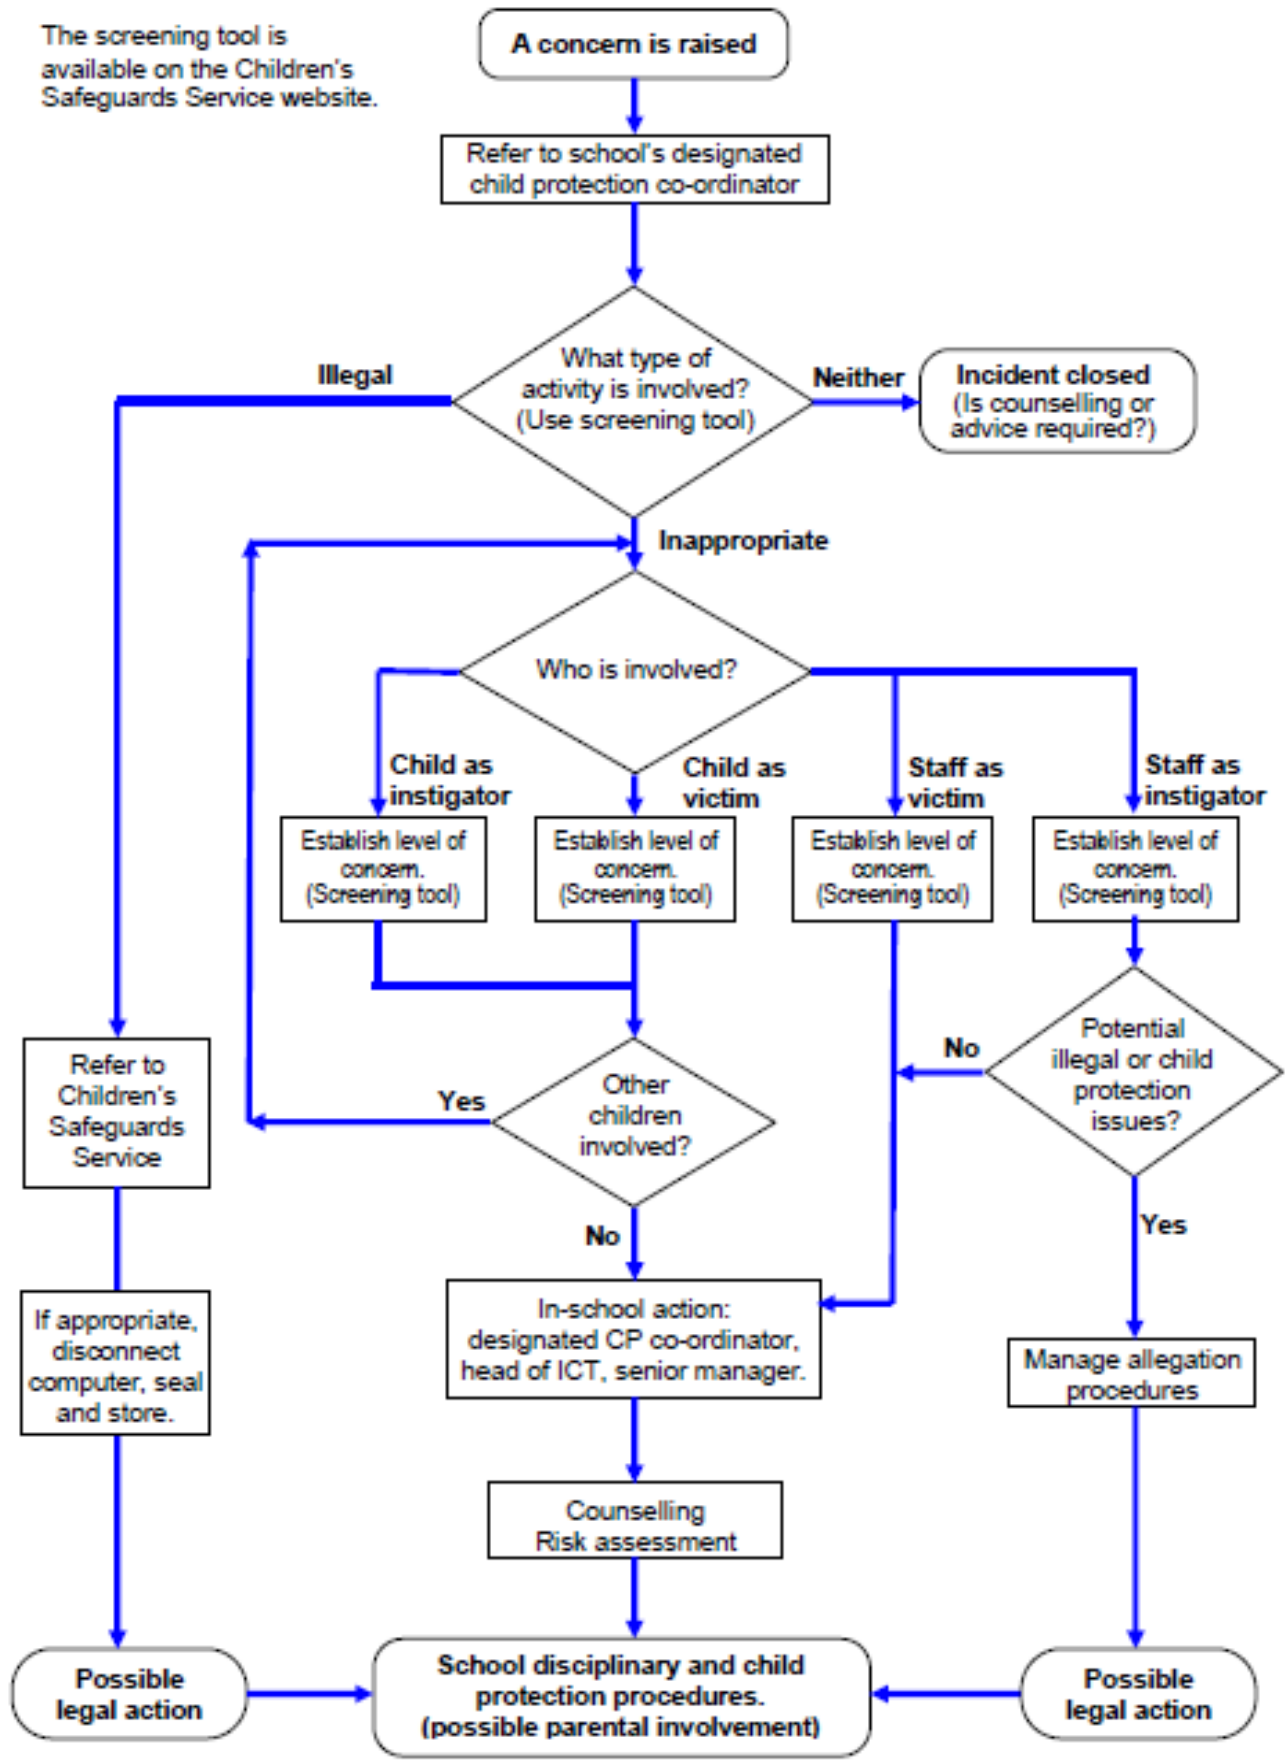 The screening tool is
available on the Children's
Safeguards Service website.
A concern is raised
Refer to school's designated
child protection co-ordinator
What type of
activity is involved?
(Use screening tool)
Illegal
Neither
Incident closed
(Is counselling or
advice required?)
Inappropriate
Who is involved?
Child as
instigator
Child as
victim
Staff as
victim
Staff as
instigator
Establish level of
concern.
(Screening tool)
Establish level of
concern.
(Screening tool)
Establish level of
concern.
(Screening tool)
Establish level of
concern.
(Screening tool)
Refer to
Children's
Safeguards
Service
Yes
Other
children
involved?
No
Potential
illegal or child
protection
issues?
No
Yes
If appropriate,
disconnect
computer, seal
and store.
In-school action:
designated CP co-ordinator,
head of ICT, senior manager.
Manage allegation
procedures
Counselling
Risk assessment
Possible
legal action
School disciplinary and child
protection procedures.
(possible parental involvement)
Possible
legal action